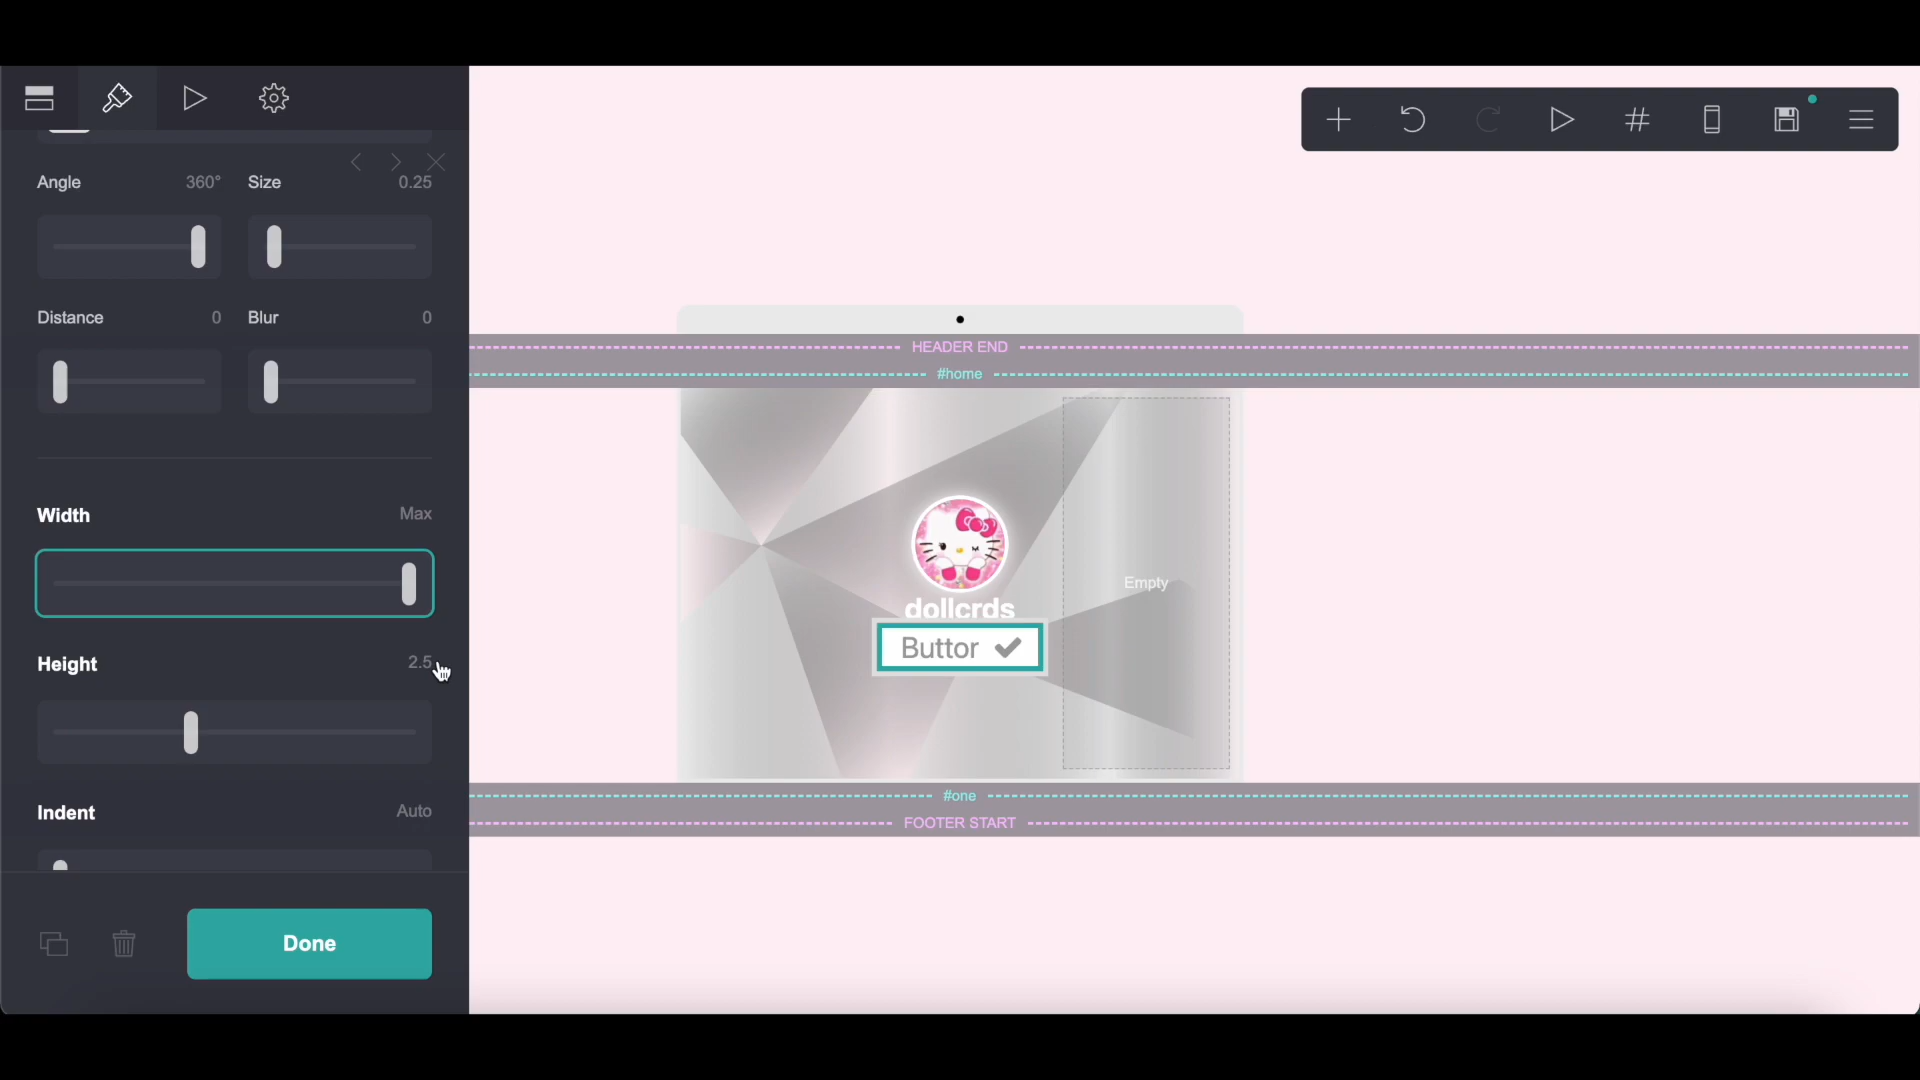 Angle 360° Size 0.25
Distance 0 Blur 0
Width Max
Height 2.5
Indent Auto
Done
HEADER END
#home
Empty
dollcrds
Buttor
#one
FOOTER START